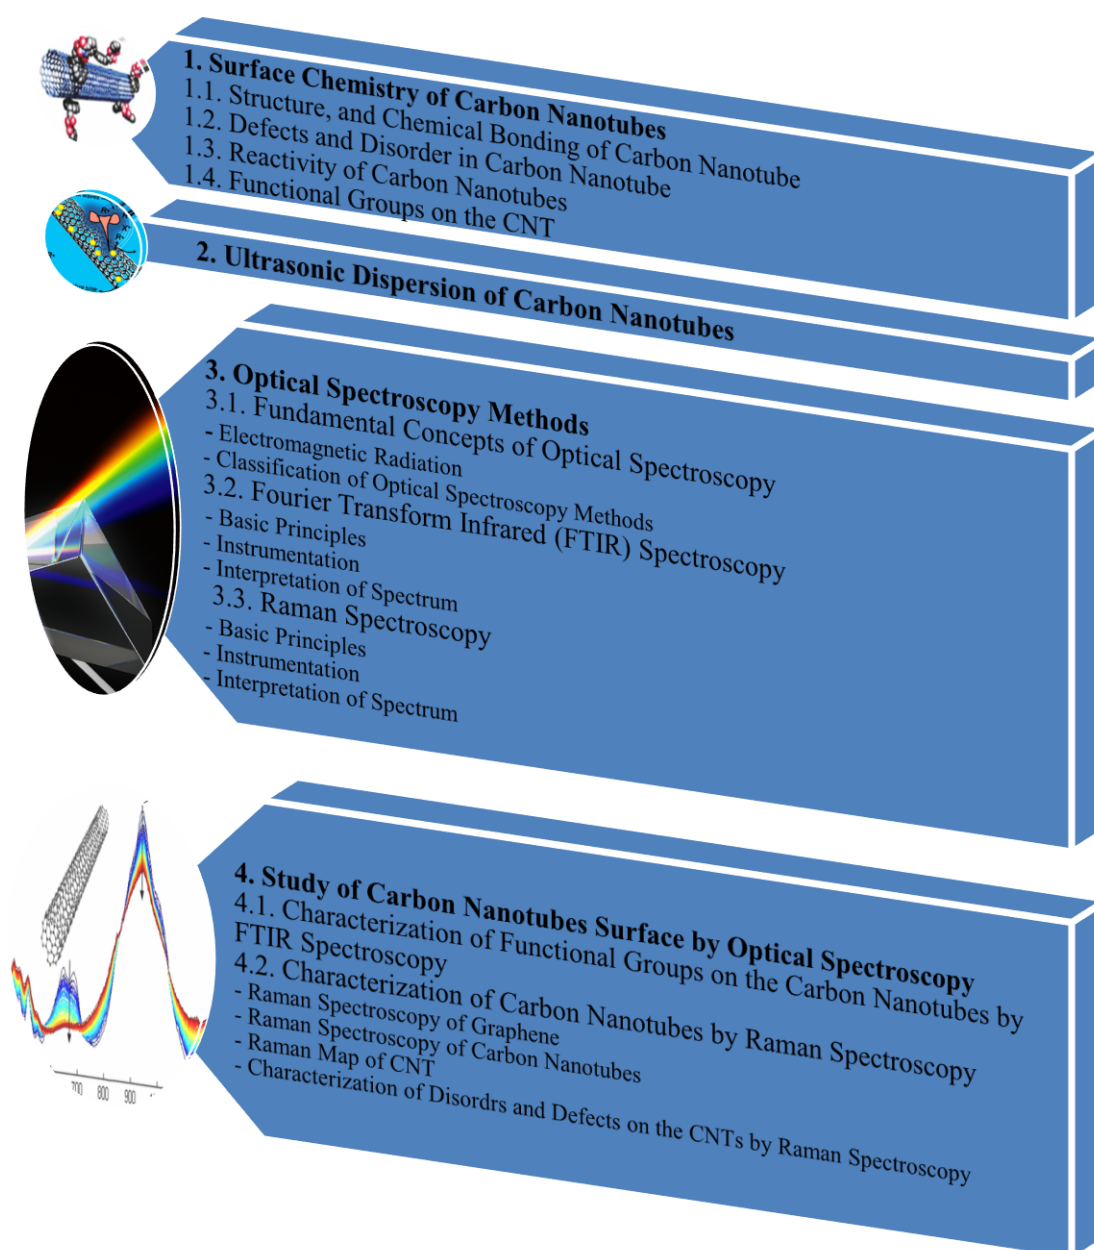 1. Surface Chemistry of Carbon Nanotubes
1.1. Structure, and Chemical Bonding of Carbon Nanotube
1.2. Defects and Disorder in Carbon Nanotube
1.3. Reactivity of Carbon Nanotubes
1.4. Functional Groups on the CNT
2. Ultrasonic Dispersion of Carbon Nanotubes
3. Optical Spectroscopy Methods
3.1. Fundamental Concepts of Optical Spectroscopy
- Electromagnetic Radiation
- Classification of Optical Spectroscopy Methods
3.2. Fourier Transform Infrared (FTIR) Spectroscopy
- Basic Principles
- Instrumentation
- Interpretation of Spectrum
3.3. Raman Spectroscopy
- Basic Principles
- Instrumentation
- Interpretation of Spectrum
4. Study of Carbon Nanotubes Surface by Optical Spectroscopy
4.1. Characterization of Functional Groups on the Carbon Nanotubes by
FTIR Spectroscopy
4.2. Characterization of Carbon Nanotubes by Raman Spectroscopy
- Raman Spectroscopy of Graphene
- Raman Spectroscopy of Carbon Nanotubes
- Raman Map of CNT
- Characterization of Disordrs and Defects on the CNTs by Raman Spectroscopy
700 800 900